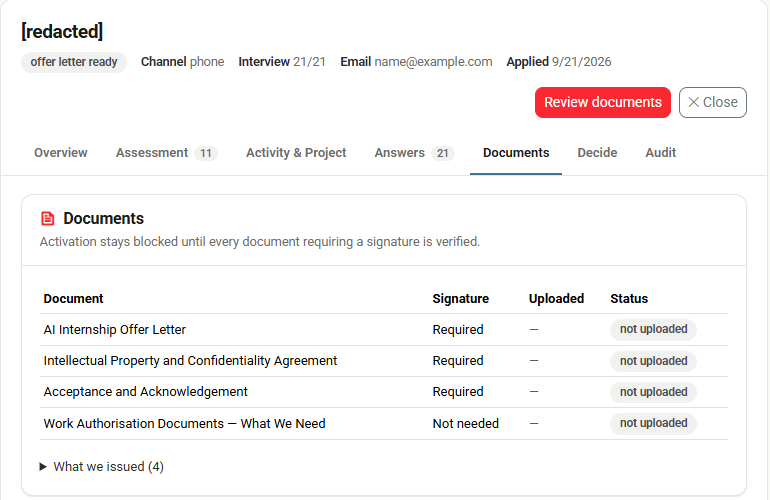 [redacted]
offer letter ready Channel phone Interview 21/21 Email name@example.com Applied 9/21/2026
Review documents Close
Overview Assessment 11 Activity & Project Answers 21 Documents Decide Audit
Documents
Activation stays blocked until every document requiring a signature is verified.
Document Signature Uploaded Status
AI Internship Offer Letter Required — not uploaded
Intellectual Property and Confidentiality Agreement Required — not uploaded
Acceptance and Acknowledgement Required — not uploaded
Work Authorisation Documents — What We Need Not needed — not uploaded
What we issued (4)